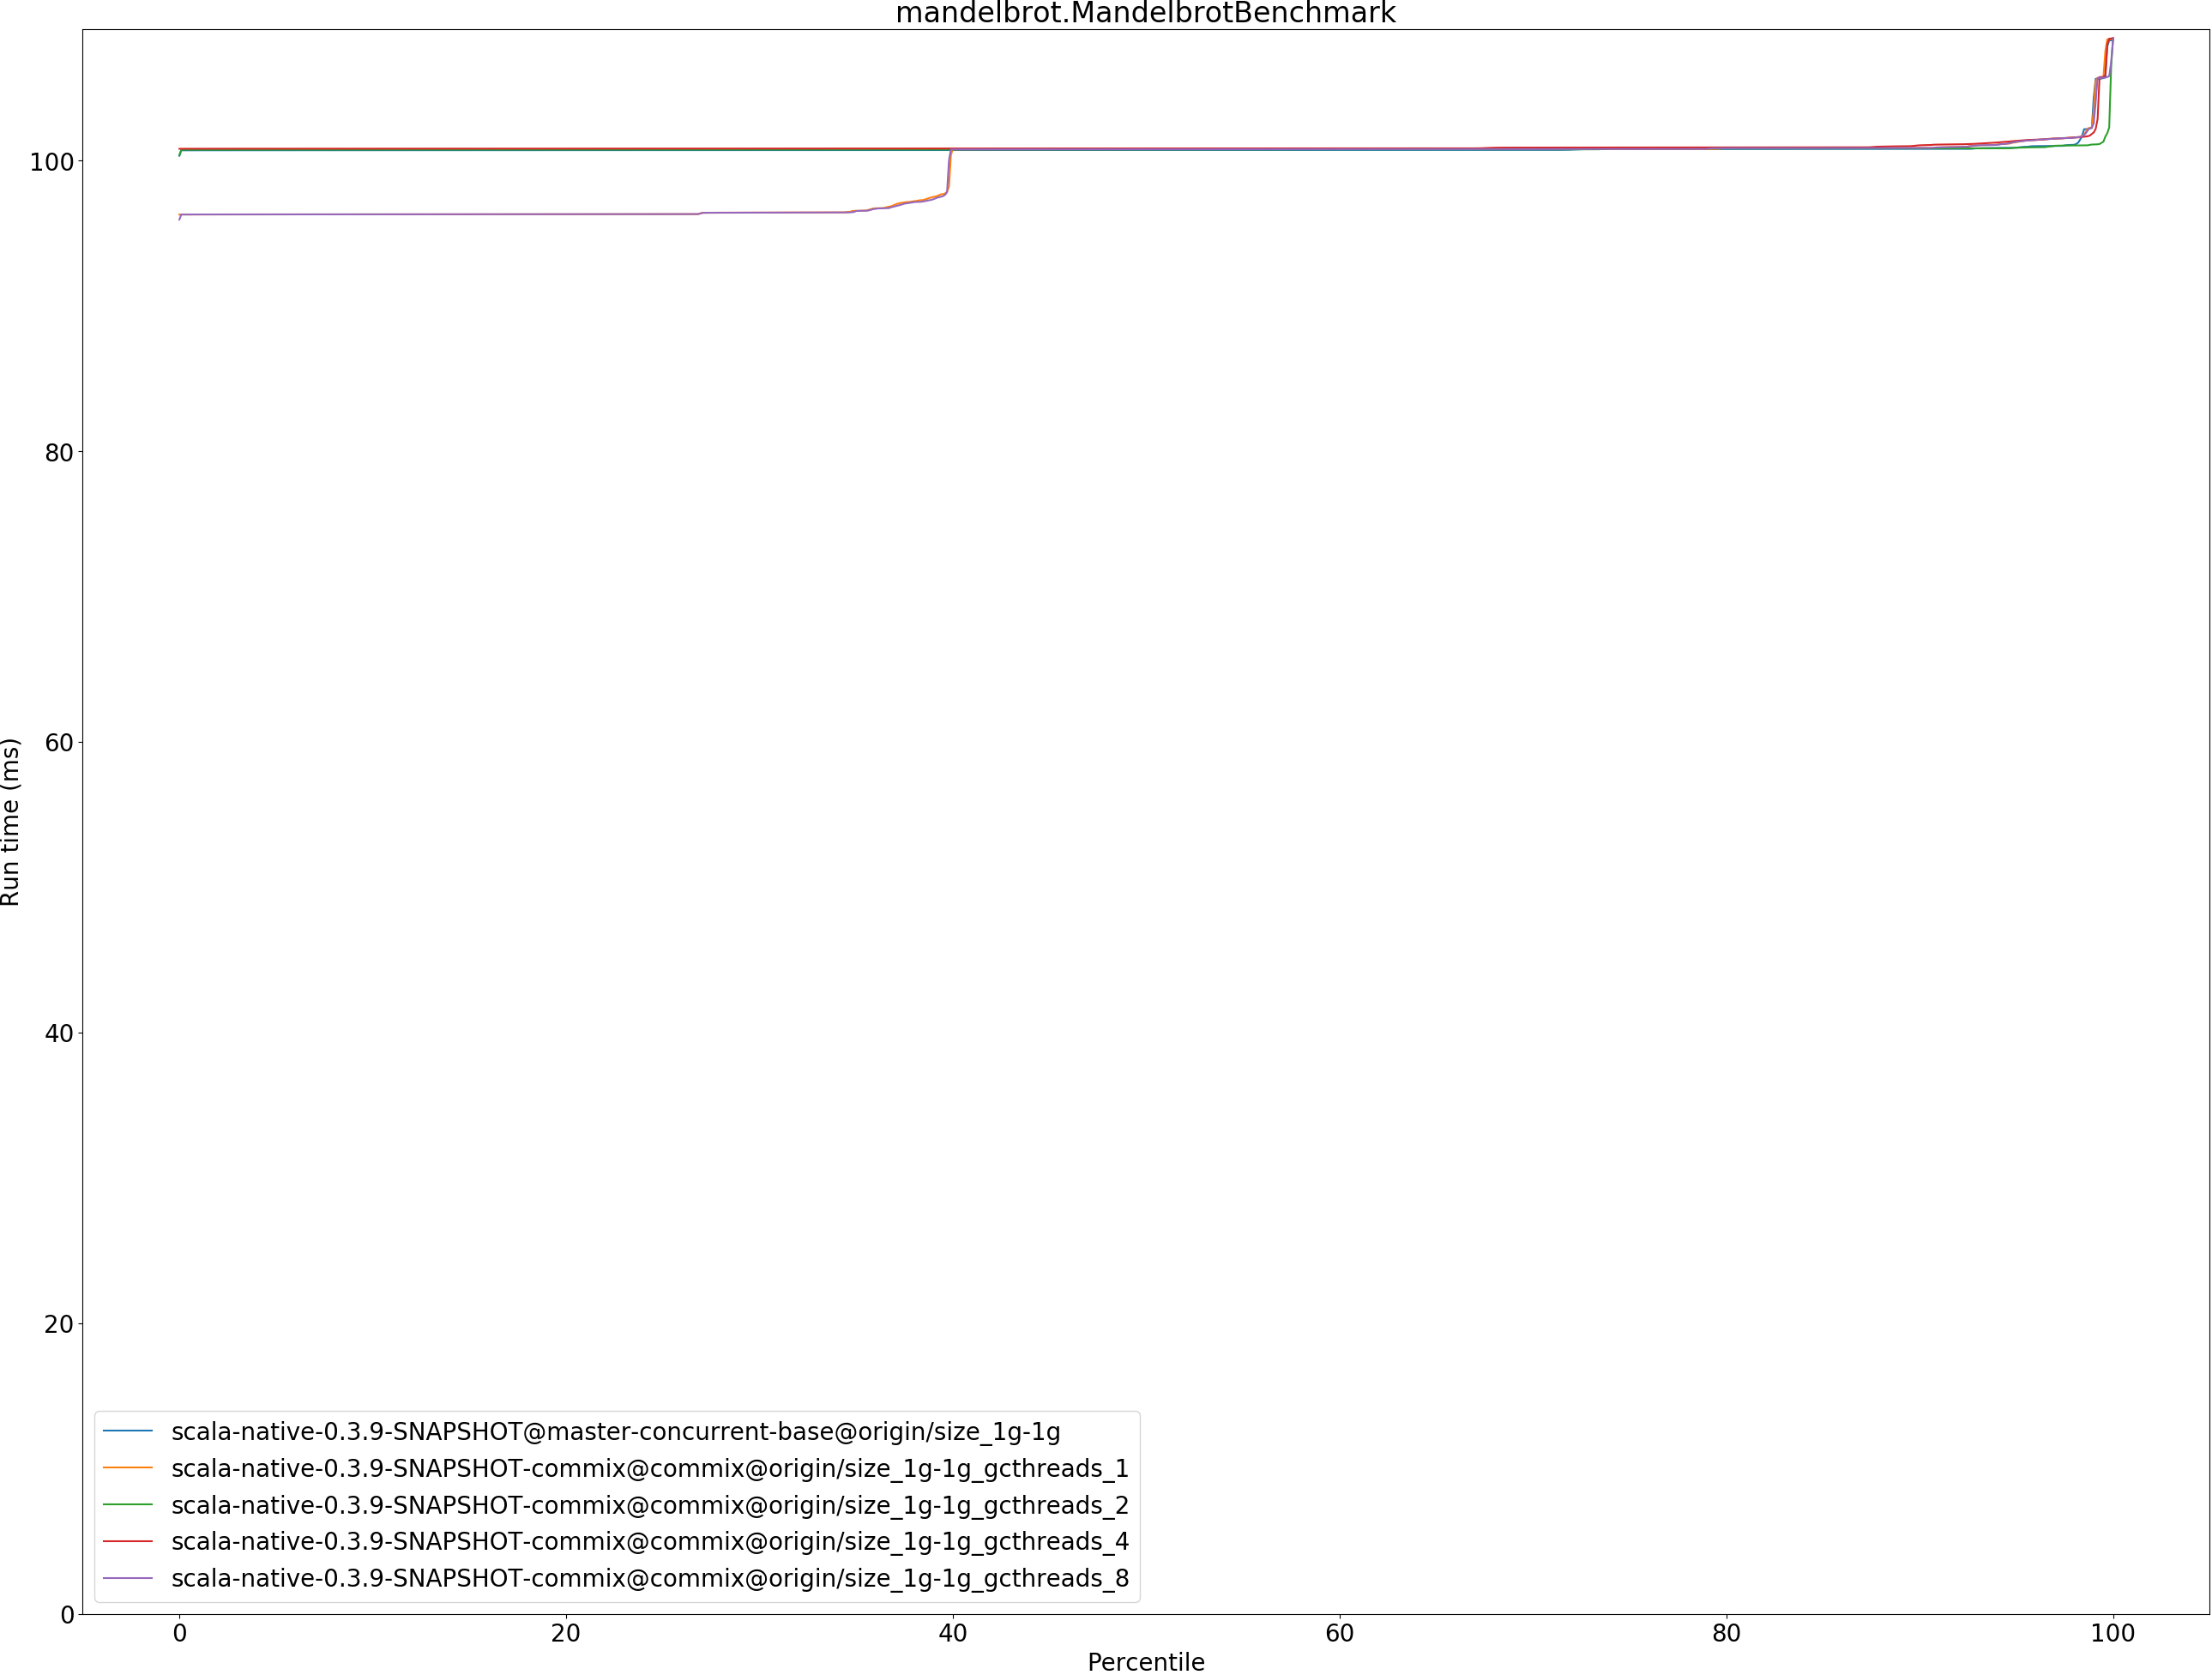 mandelbrot.MandelbrotBenchmark
100
80
60
40
20
0
Run time (ms)
0 20 40 60 80 100
Percentile
scala-native-0.3.9-SNAPSHOT@master-concurrent-base@origin/size_1g-1g
scala-native-0.3.9-SNAPSHOT-commix@commix@origin/size_1g-1g_gcthreads_1
scala-native-0.3.9-SNAPSHOT-commix@commix@origin/size_1g-1g_gcthreads_2
scala-native-0.3.9-SNAPSHOT-commix@commix@origin/size_1g-1g_gcthreads_4
scala-native-0.3.9-SNAPSHOT-commix@commix@origin/size_1g-1g_gcthreads_8